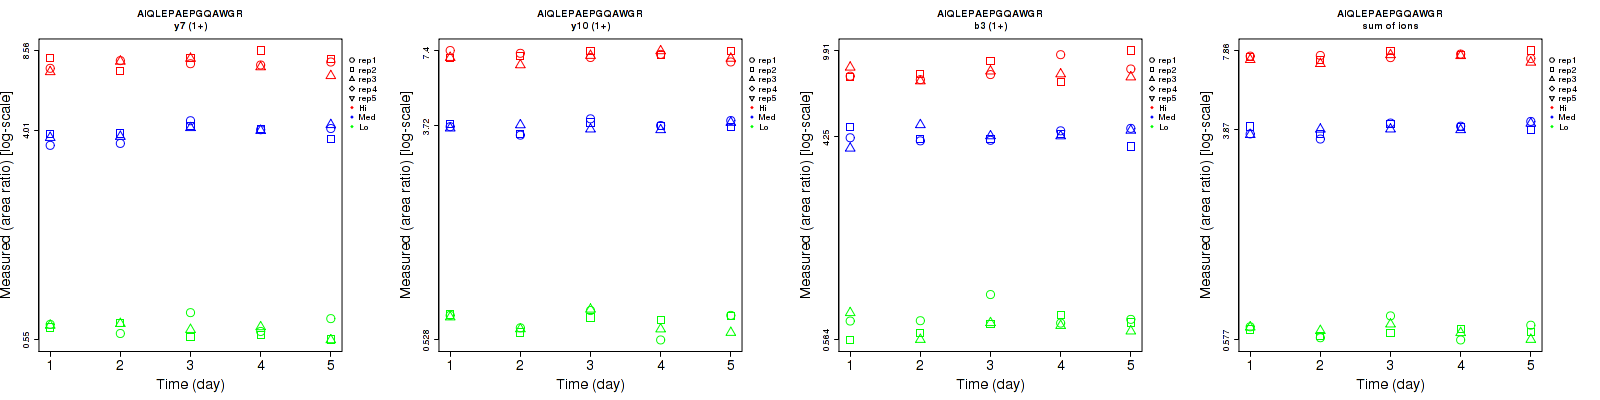 AIQLEPAEPGQAWGR
y7 (1+)
Measured (area ratio) [log-scale]
8.56
4.01
0.55
1 2 3 4 5
Time (day)
rep1
rep2
rep3
rep4
rep5
Hi
Med
Lo
AIQLEPAEPGQAWGR
y10 (1+)
Measured (area ratio) [log-scale]
7.4
3.72
0.528
1 2 3 4 5
Time (day)
rep1
rep2
rep3
rep4
rep5
Hi
Med
Lo
AIQLEPAEPGQAWGR
b3 (1+)
Measured (area ratio) [log-scale]
9.91
4.25
0.564
1 2 3 4 5
Time (day)
rep1
rep2
rep3
rep4
rep5
Hi
Med
Lo
AIQLEPAEPGQAWGR
sum of ions
Measured (area ratio) [log-scale]
7.86
3.87
0.577
1 2 3 4 5
Time (day)
rep1
rep2
rep3
rep4
rep5
Hi
Med
Lo